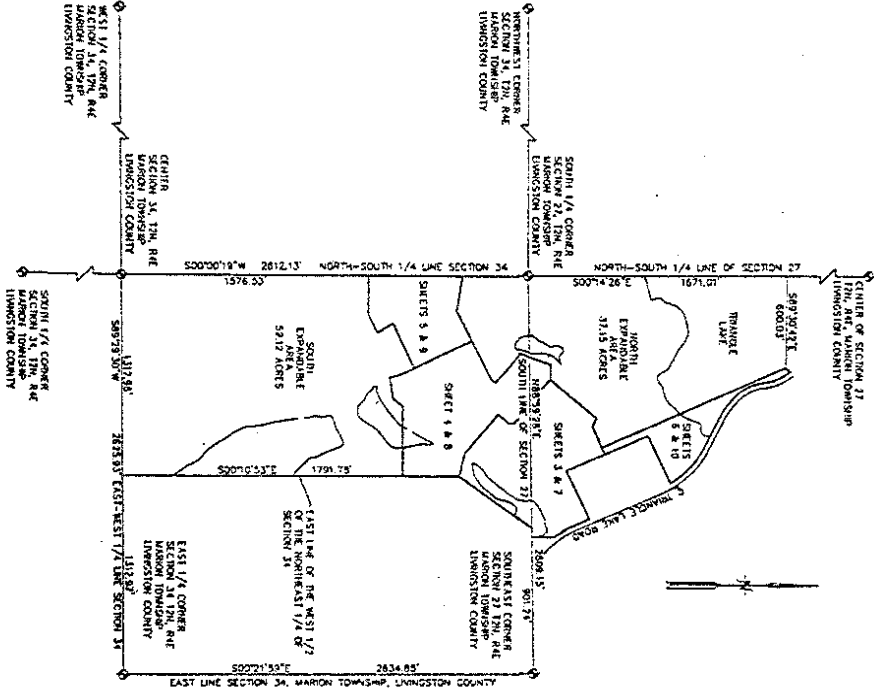 WEST 1/4 CORNER
SECTION 34, T2N, R4E
MARION TOWNSHIP
LIVINGSTON COUNTY
NORTHWEST CORNER
SECTION 34, T2N, R4E
MARION TOWNSHIP
LIVINGSTON COUNTY
CENTER
SECTION 34, T2N, R4E
MARION TOWNSHIP
LIVINGSTON COUNTY
SOUTH 1/4 CORNER
SECTION 27, T2N, R4E
MARION TOWNSHIP
LIVINGSTON COUNTY
CENTER OF SECTION 27
T2N, R4E, MARION TOWNSHIP
LIVINGSTON COUNTY
S00°00'19"W 2612.13' NORTH-SOUTH 1/4 LINE SECTION 34
1576.53'
NORTH-SOUTH 1/4 LINE OF SECTION 27
S00°14'26"E 1671.01'
S89°30'42"E
600.03'
SOUTH 1/4 CORNER
SECTION 34, T2N, R4E
MARION TOWNSHIP
LIVINGSTON COUNTY
SHEETS 5 & 9
TRIANGLE
LAKE
NORTH
EXPANDABLE
AREA
37.15 ACRES
SOUTH
EXPANDABLE
AREA
59.12 ACRES
SHEET 4 & 8
N88°59'28"E
SOUTH LINE OF SECTION 27
SHEETS 3 & 7
SHEETS
6 & 10
E. TRIANGLE LAKE ROAD
S89°29'30"W
2625.93' EAST-WEST 1/4 LINE SECTION 34
1312.97'
S00°10'53"E 1791.78'
EAST LINE OF THE WEST 1/2
OF THE NORTHEAST 1/4 OF
SECTION 34
2609.15'
901.74'
SOUTHEAST CORNER
SECTION 27 T2N, R4E
MARION TOWNSHIP
LIVINGSTON COUNTY
EAST 1/4 CORNER
SECTION 34 T2N, R4E
MARION TOWNSHIP
LIVINGSTON COUNTY
N
S00°21'59"E 2634.85'
EAST LINE SECTION 34, MARION TOWNSHIP, LIVINGSTON COUNTY